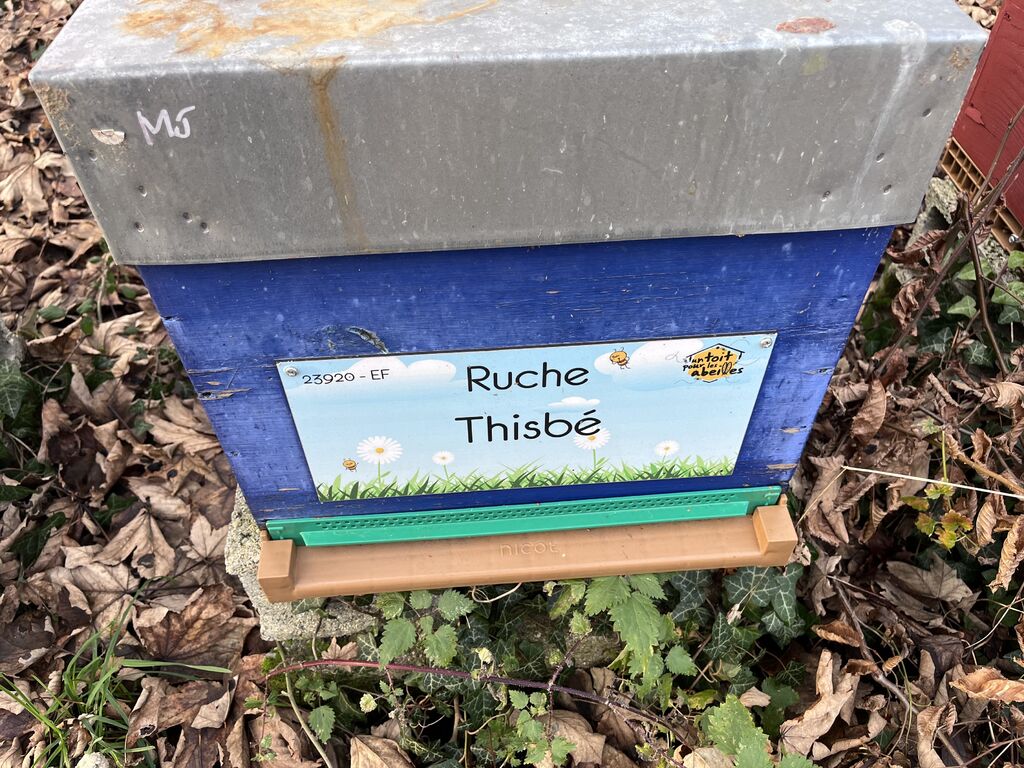 MJ
23920 - EF
Ruche
Thisbé
un toit
pour les
abeilles
NICOT